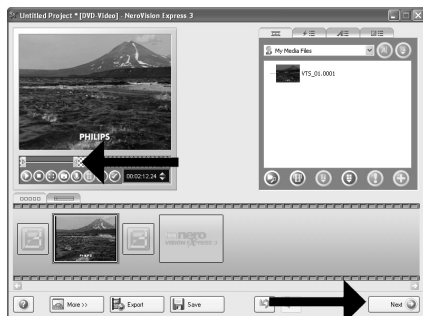 Untitled Project * [DVD-Video] - NeroVision Express 3
My Media Files
VTS_01.0001
PHILIPS
00:02:12.24
nero
VISION EXPRESS 3
More >>
Export
Save
Next